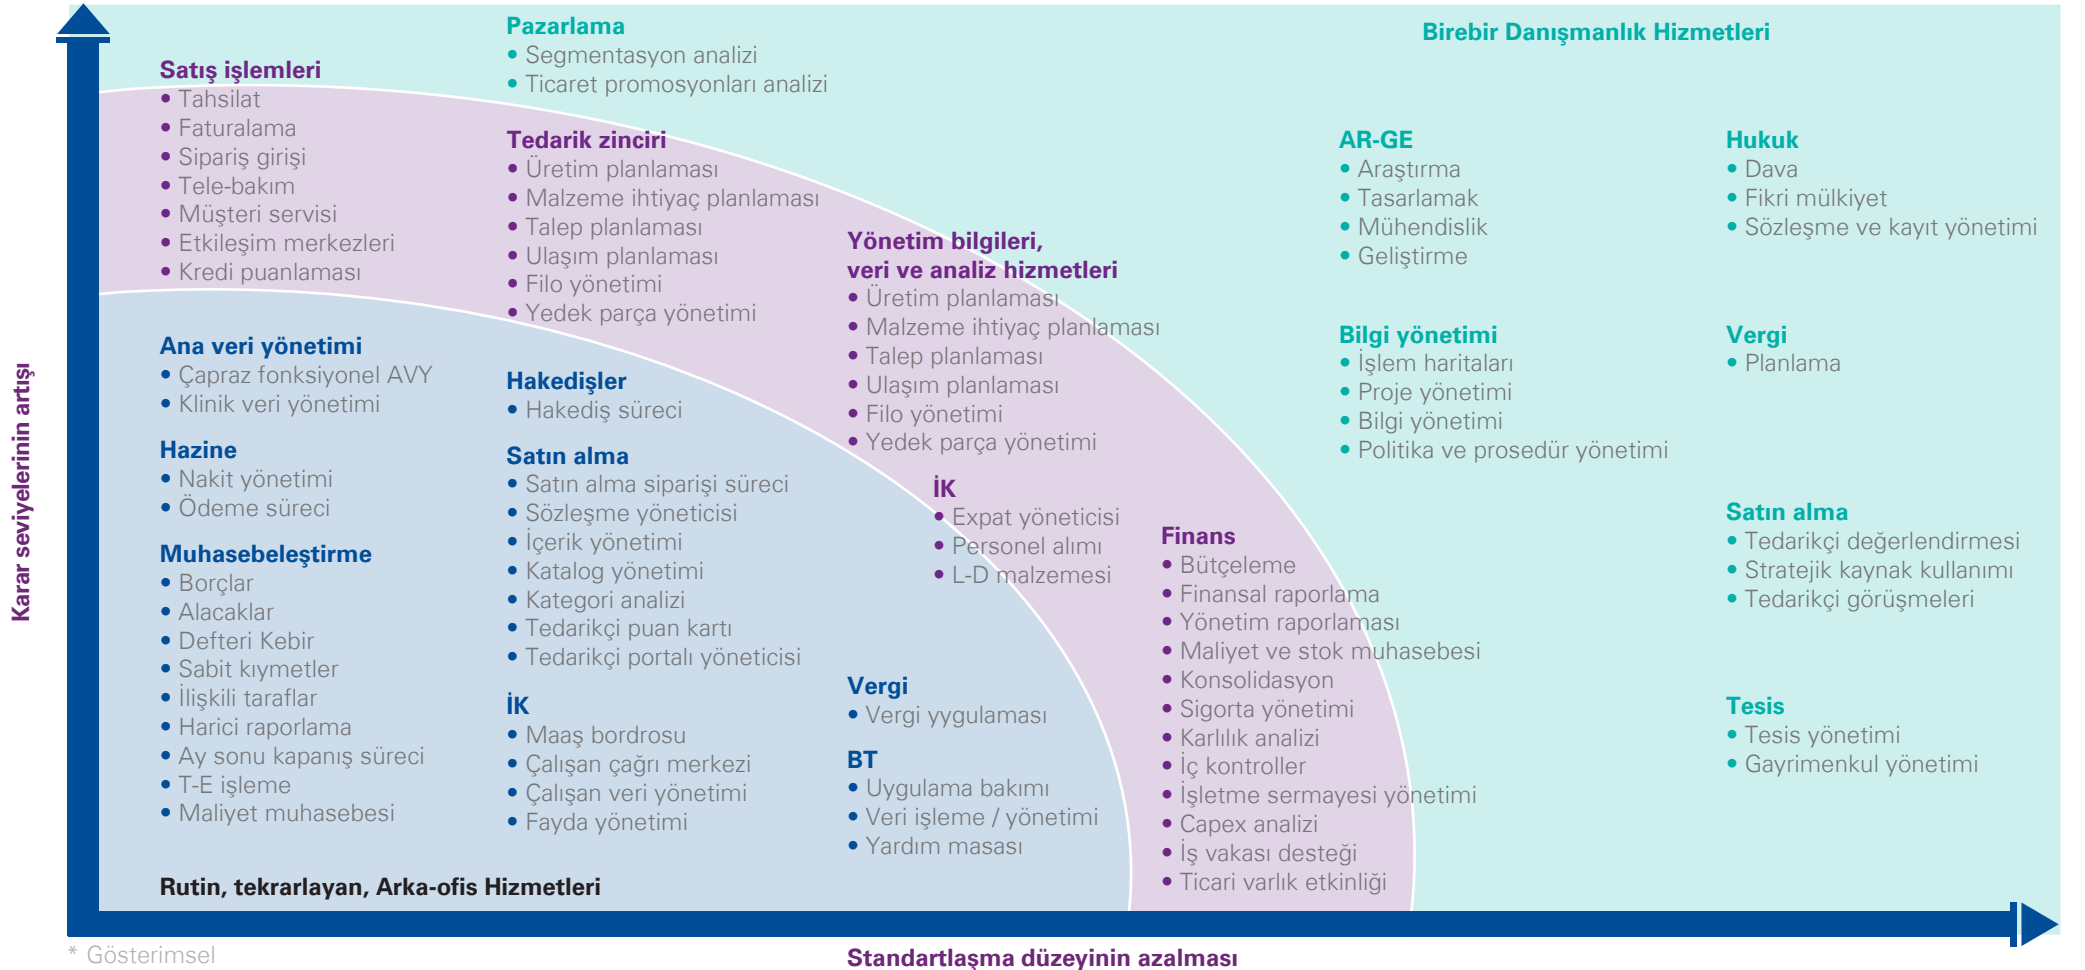 Karar seviyelerinin artışı
Satış işlemleri
• Tahsilat
• Faturalama
• Sipariş girişi
• Tele-bakım
• Müşteri servisi
• Etkileşim merkezleri
• Kredi puanlaması
Ana veri yönetimi
• Çapraz fonksiyonel AVY
• Klinik veri yönetimi
Hazine
• Nakit yönetimi
• Ödeme süreci
Muhasebeleştirme
• Borçlar
• Alacaklar
• Defteri Kebir
• Sabit kıymetler
• İlişkili taraflar
• Harici raporlama
• Ay sonu kapanış süreci
• T-E işleme
• Maliyet muhasebesi
Rutin, tekrarlayan, Arka-ofis Hizmetleri
Pazarlama
• Segmentasyon analizi
• Ticaret promosyonları analizi
Tedarik zinciri
• Üretim planlaması
• Malzeme ihtiyaç planlaması
• Talep planlaması
• Ulaşım planlaması
• Filo yönetimi
• Yedek parça yönetimi
Hakedişler
• Hakediş süreci
Satın alma
• Satın alma siparişi süreci
• Sözleşme yöneticisi
• İçerik yönetimi
• Katalog yönetimi
• Kategori analizi
• Tedarikçi puan kartı
• Tedarikçi portalı yöneticisi
İK
• Maaş bordrosu
• Çalışan çağrı merkezi
• Çalışan veri yönetimi
• Fayda yönetimi
Yönetim bilgileri,
veri ve analiz hizmetleri
• Üretim planlaması
• Malzeme ihtiyaç planlaması
• Talep planlaması
• Ulaşım planlaması
• Filo yönetimi
• Yedek parça yönetimi
İK
• Expat yöneticisi
• Personel alımı
• L-D malzemesi
Vergi
• Vergi yygulaması
BT
• Uygulama bakımı
• Veri işleme / yönetimi
• Yardım masası
Finans
• Bütçeleme
• Finansal raporlama
• Yönetim raporlaması
• Maliyet ve stok muhasebesi
• Konsolidasyon
• Sigorta yönetimi
• Karlılık analizi
• İç kontroller
• İşletme sermayesi yönetimi
• Capex analizi
• İş vakası desteği
• Ticari varlık etkinliği
Birebir Danışmanlık Hizmetleri
AR-GE
• Araştırma
• Tasarlamak
• Mühendislik
• Geliştirme
Bilgi yönetimi
• İşlem haritaları
• Proje yönetimi
• Bilgi yönetimi
• Politika ve prosedür yönetimi
Hukuk
• Dava
• Fikri mülkiyet
• Sözleşme ve kayıt yönetimi
Vergi
• Planlama
Satın alma
• Tedarikçi değerlendirmesi
• Stratejik kaynak kullanımı
• Tedarikçi görüşmeleri
Tesis
• Tesis yönetimi
• Gayrimenkul yönetimi
* Gösterimsel
Standartlaşma düzeyinin azalması